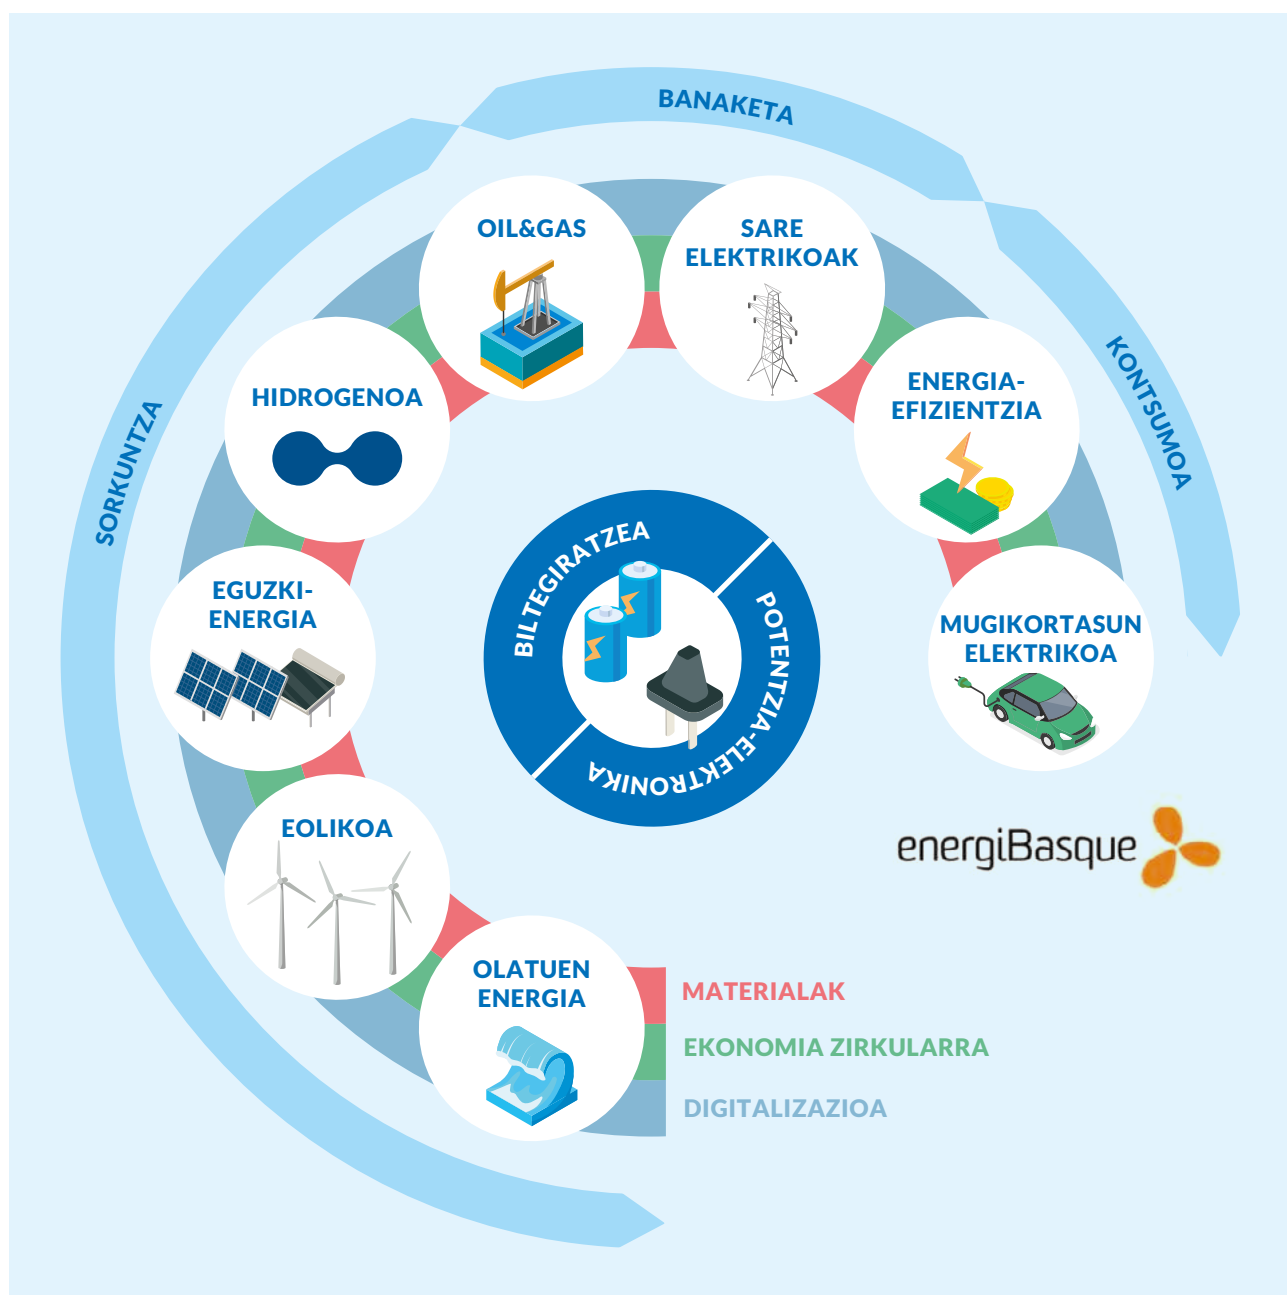 BANAKETA
SORKUNTZA
KONTSUMOA
OIL&GAS
SARE
ELEKTRIKOAK
HIDROGENOA
ENERGIA-
EFIZIENTZIA
EGUZKI-
ENERGIA
MUGIKORTASUN
ELEKTRIKOA
BILTEGIRATZEA
POTENTZIA-ELEKTRONIKA
EOLIKOA
energiBasque
OLATUEN
ENERGIA
MATERIALAK
EKONOMIA ZIRKULARRA
DIGITALIZAZIOA